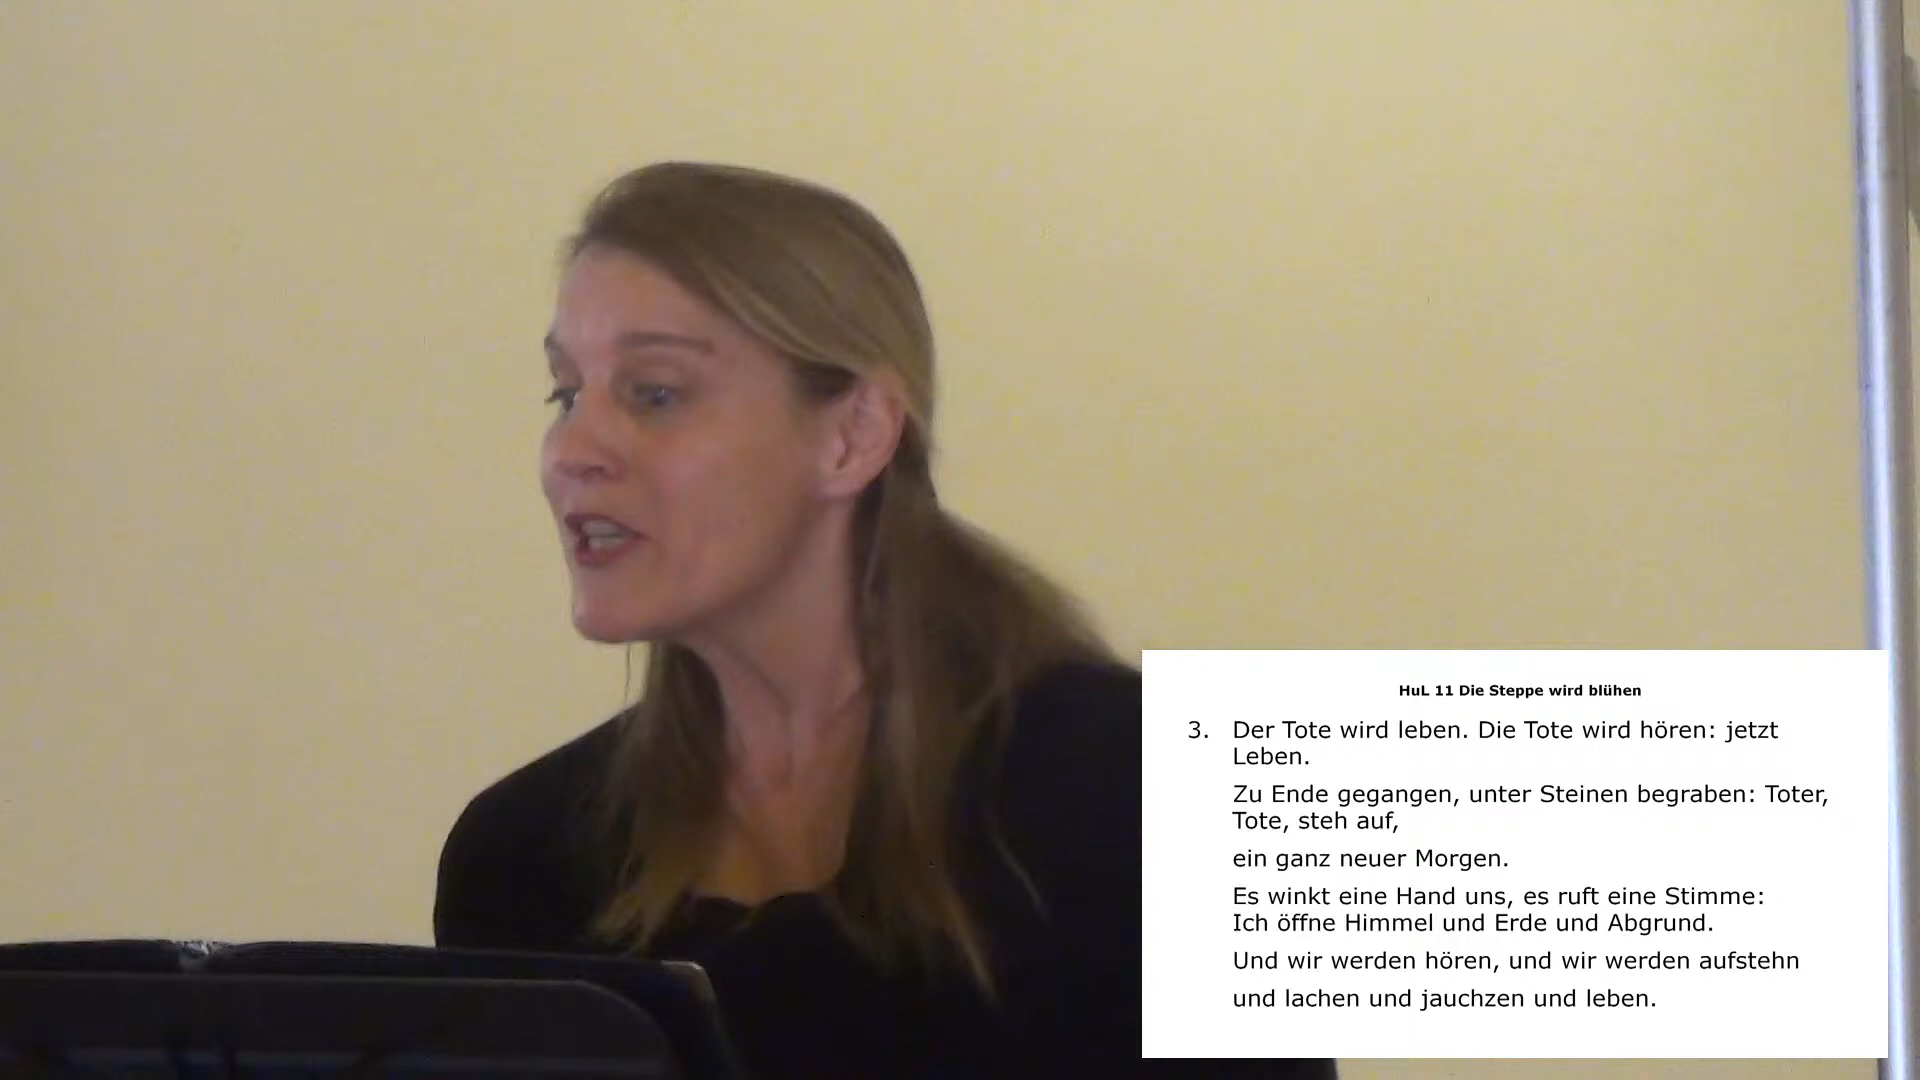 HuL 11 Die Steppe wird blühen
3. Der Tote wird leben. Die Tote wird hören: jetzt
Leben.
Zu Ende gegangen, unter Steinen begraben: Toter,
Tote, steh auf,
ein ganz neuer Morgen.
Es winkt eine Hand uns, es ruft eine Stimme:
Ich öffne Himmel und Erde und Abgrund.
Und wir werden hören, und wir werden aufstehn
und lachen und jauchzen und leben.